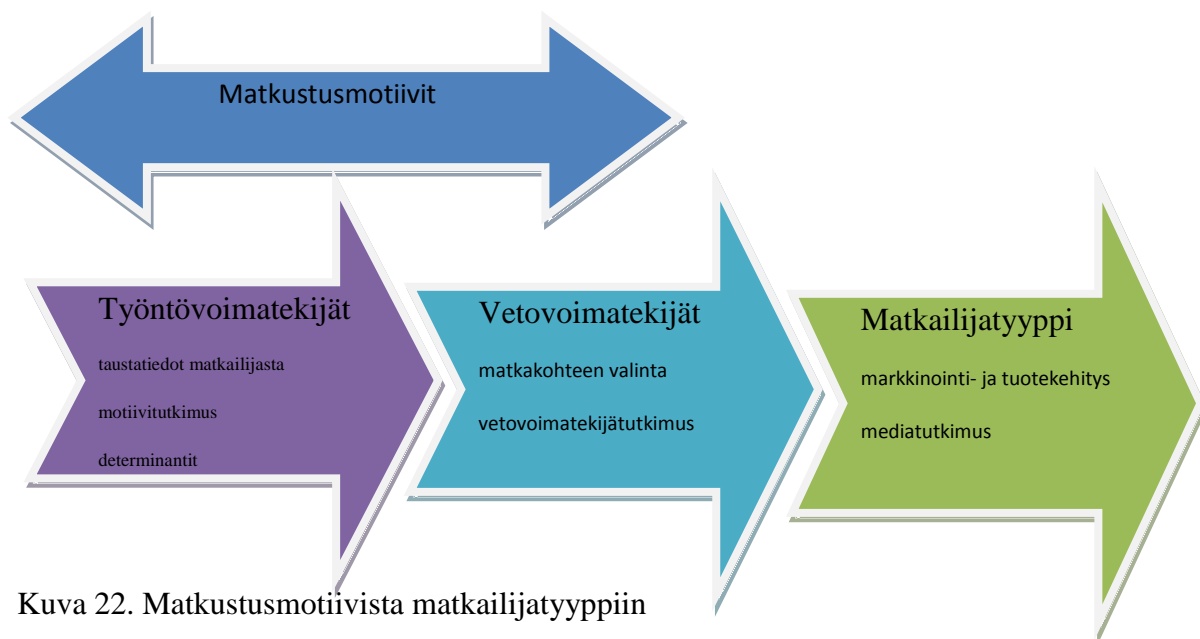 Matkustusmotiivit
Työntövoimatekijät
taustatiedot matkailijasta
motiivitutkimus
determinantit
Vetovoimatekijät
matkakohteen valinta
vetovoimatekijätutkimus
Matkailijatyyppi
markkinointi- ja tuotekehitys
mediatutkimus
Kuva 22. Matkustusmotiivista matkailijatyyppiin